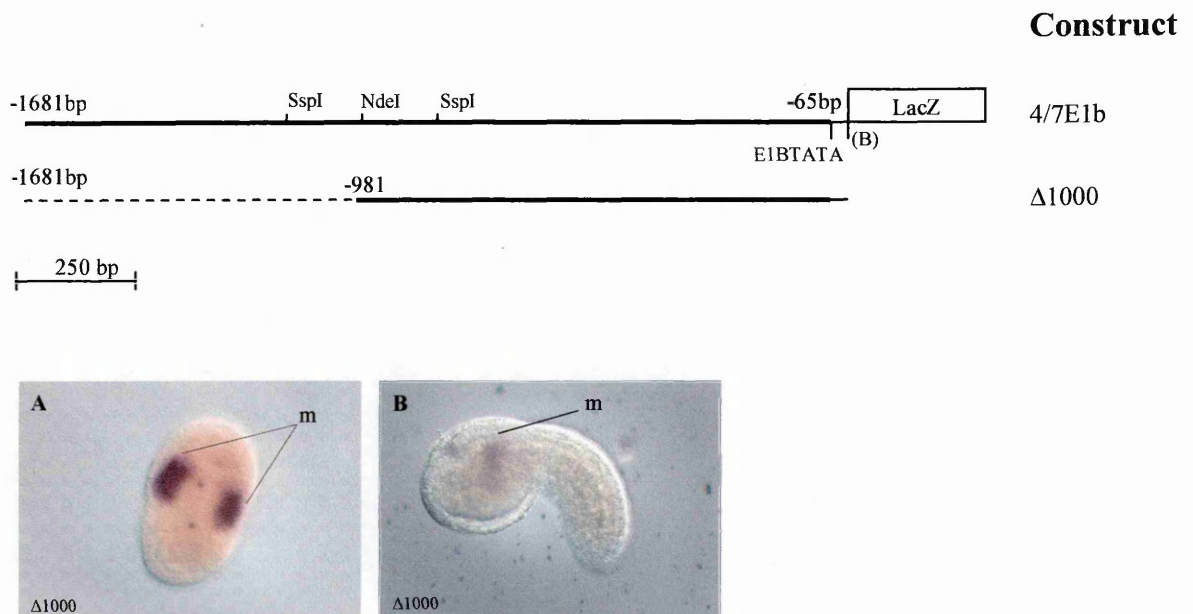 Construct
-1681bp SspI NdeI SspI -65bp LacZ 4/7E1b
E1BTATA (B)
-1681bp -981 Δ1000
250 bp
A m
Δ1000
B m
Δ1000